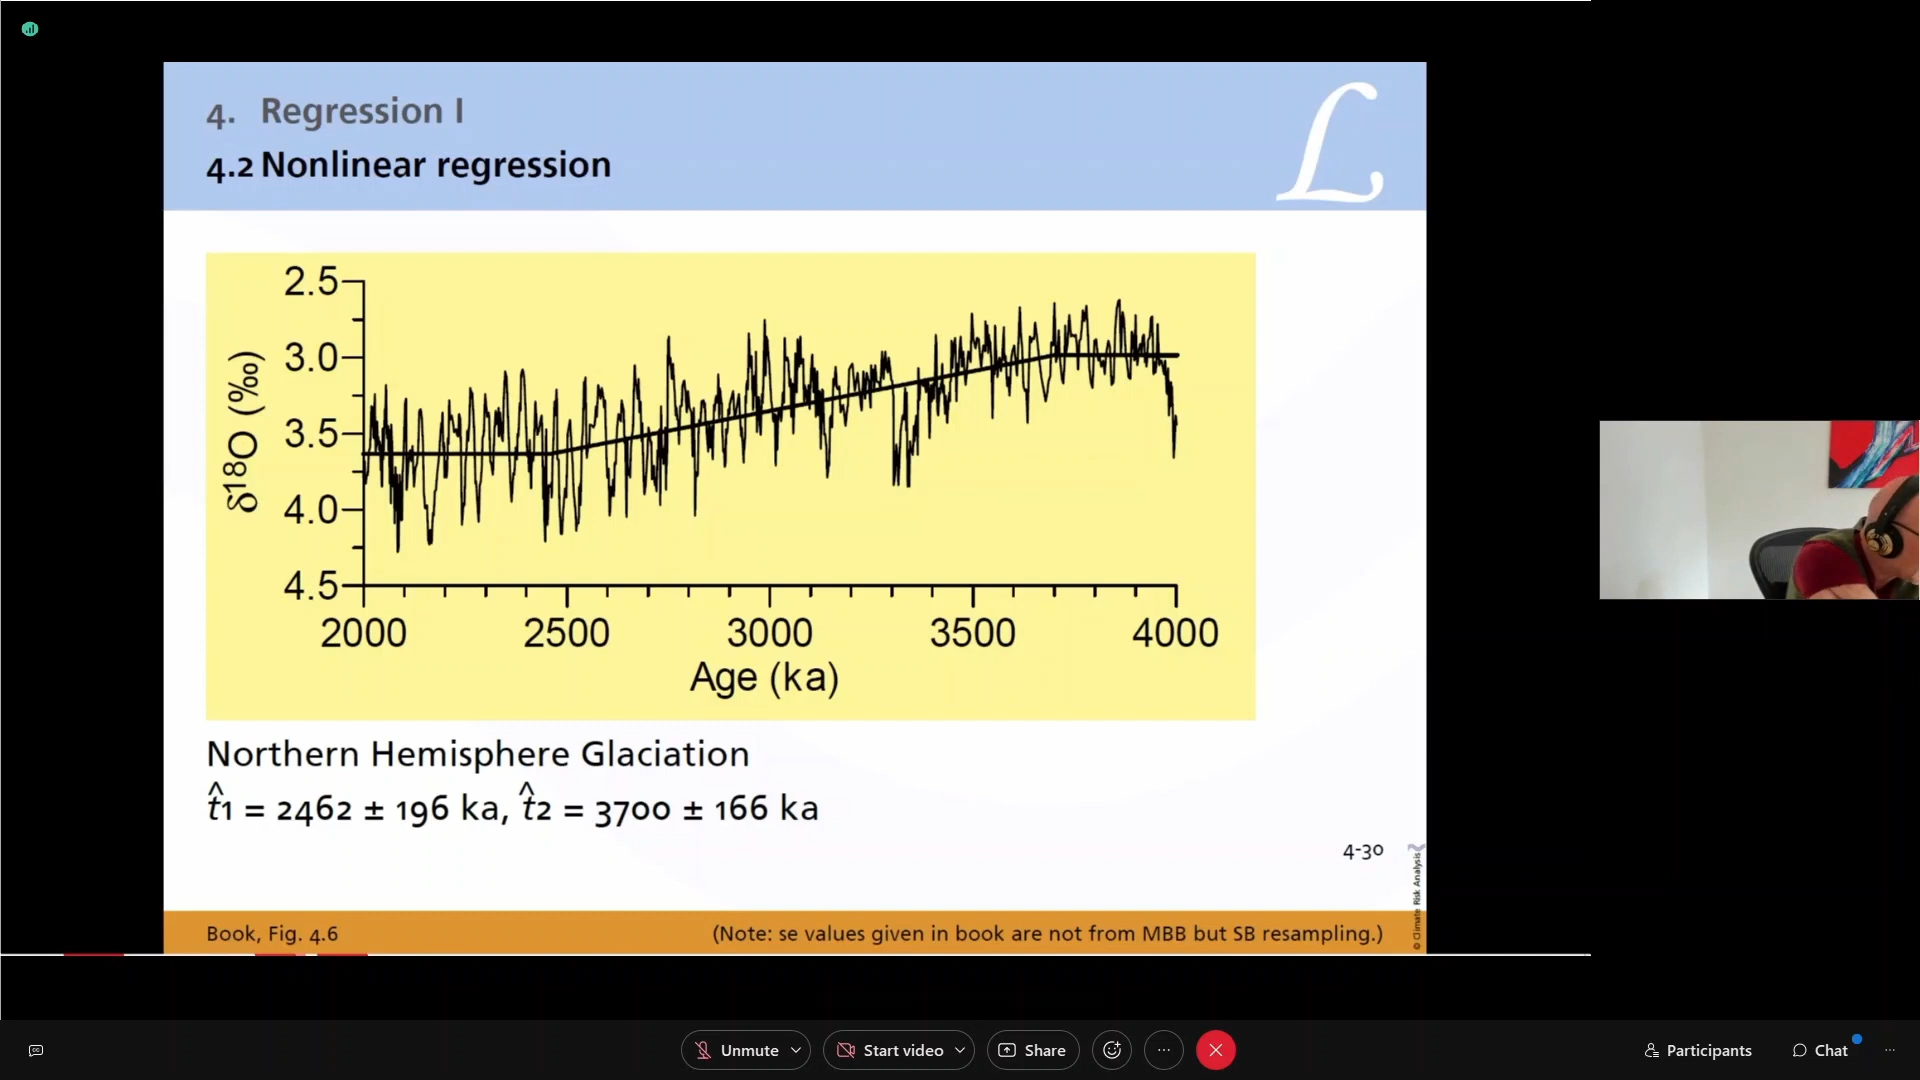 4. Regression I
4.2 Nonlinear regression
ℒ
2.5
3.0
3.5
4.0
4.5
δ18O (‰)
2000 2500 3000 3500 4000
Age (ka)
Northern Hemisphere Glaciation
t̂1 = 2462 ± 196 ka, t̂2 = 3700 ± 166 ka
4-30
© Climate Risk Analysis
Book, Fig. 4.6 (Note: se values given in book are not from MBB but SB resampling.)
Unmute Start video Share Participants Chat